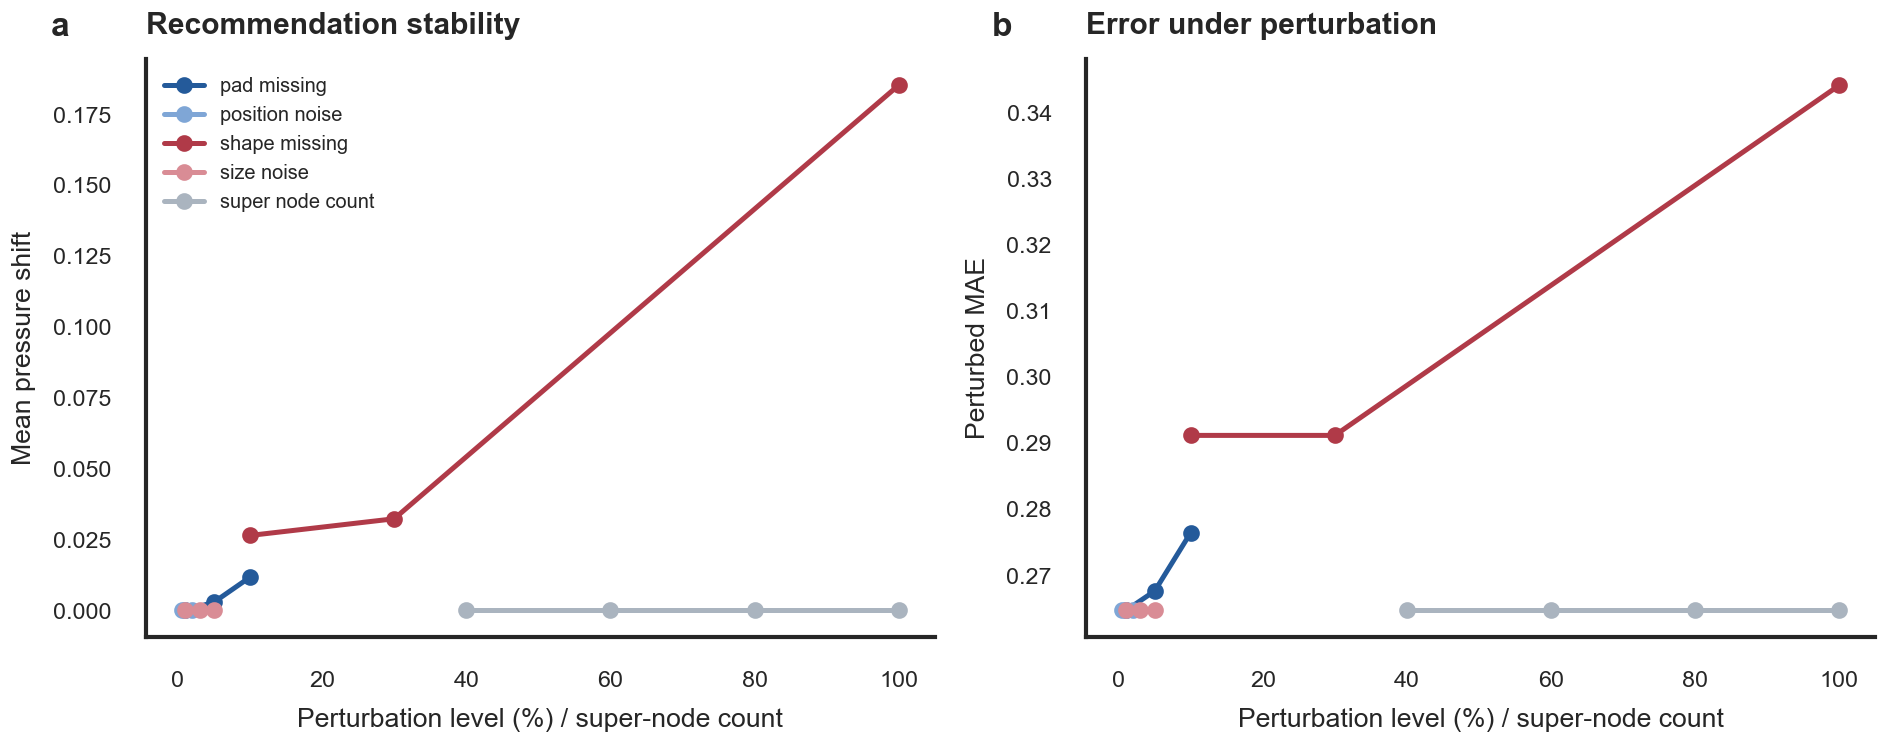 a Recommendation stability
0.175
0.150
0.125
0.100
0.075
0.050
0.025
0.000
Mean pressure shift
pad missing
position noise
shape missing
size noise
super node count
0 20 40 60 80 100
Perturbation level (%) / super-node count
b Error under perturbation
0.34
0.33
0.32
0.31
0.30
0.29
0.28
0.27
Perturbed MAE
0 20 40 60 80 100
Perturbation level (%) / super-node count